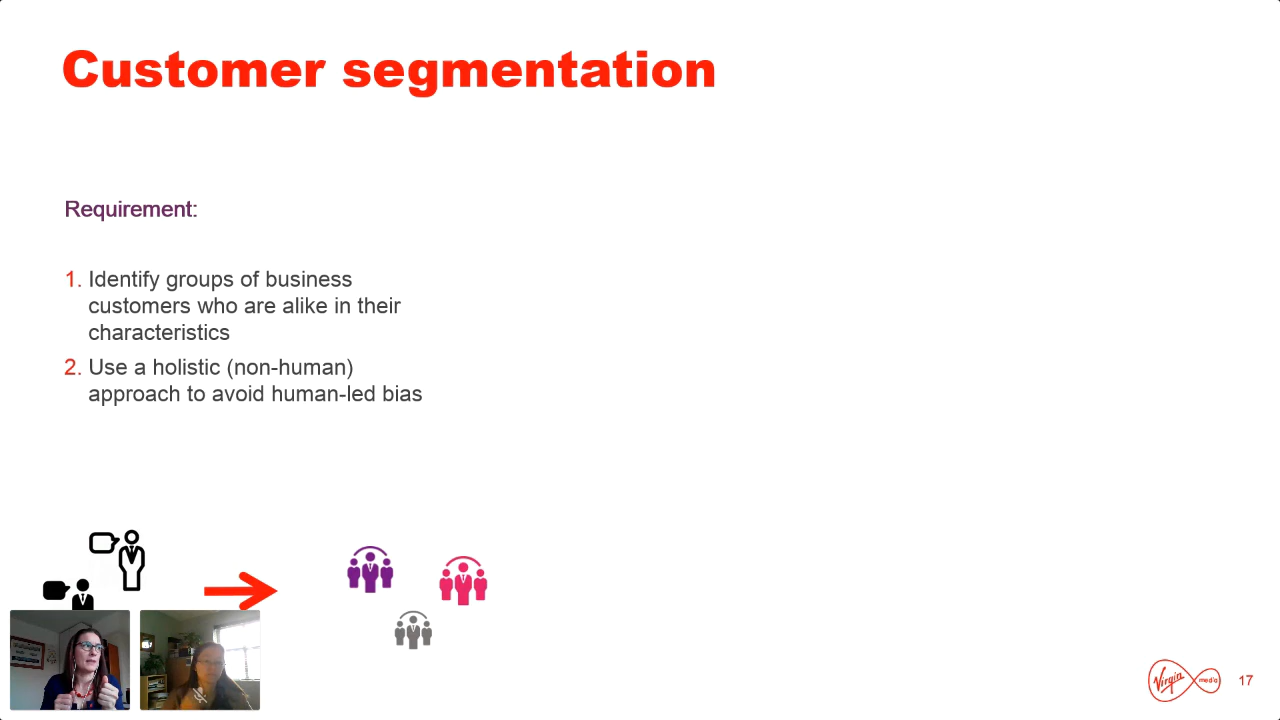 Customer segmentation
Requirement:
1. Identify groups of business
customers who are alike in their
characteristics
2. Use a holistic (non-human)
approach to avoid human-led bias
Virgin media
17